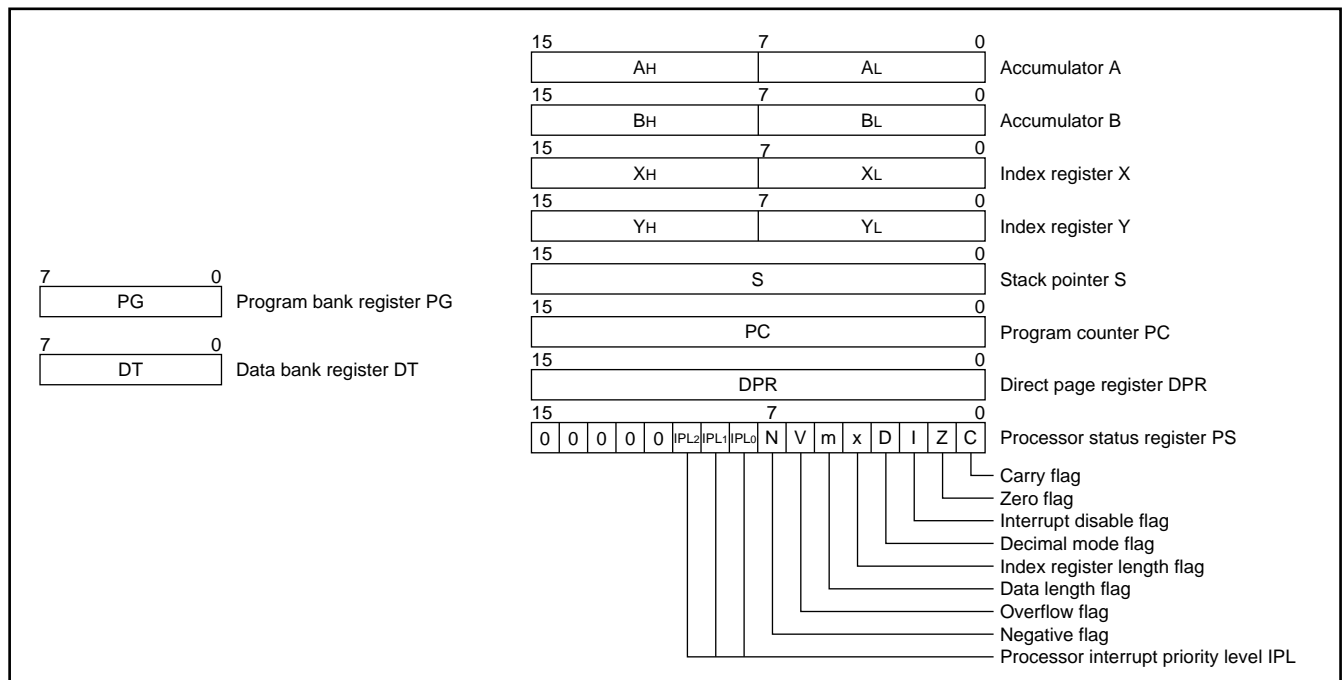 15 7 0
AH AL Accumulator A
15 7 0
BH BL Accumulator B
15 7 0
XH XL Index register X
15 7 0
YH YL Index register Y
15 0
S Stack pointer S
7 0
PG Program bank register PG
15 0
PC Program counter PC
7 0
DT Data bank register DT
15 0
DPR Direct page register DPR
15 7 0
0 0 0 0 0 IPL2 IPL1 IPL0 N V m x D I Z C Processor status register PS
Carry flag
Zero flag
Interrupt disable flag
Decimal mode flag
Index register length flag
Data length flag
Overflow flag
Negative flag
Processor interrupt priority level IPL